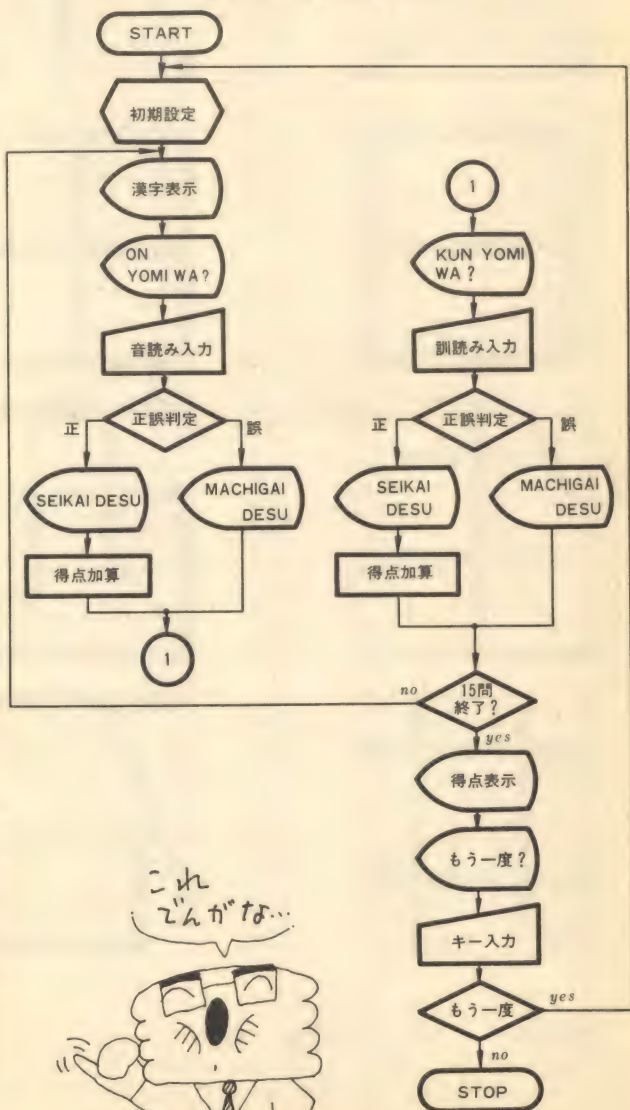 START
初期設定
漢字表示
ON
YOMI WA?
音読み入力
正誤判定
正
誤
SEIKAI DESU
MACHIGAI
DESU
得点加算
1
1
KUN YOMI
WA?
訓読み入力
正誤判定
正
誤
SEIKAI
DESU
MACHIGAI
DESU
得点加算
15問
終了?
no
yes
得点表示
もう一度?
キー入力
もう一度
yes
no
STOP
これ
でんがな…